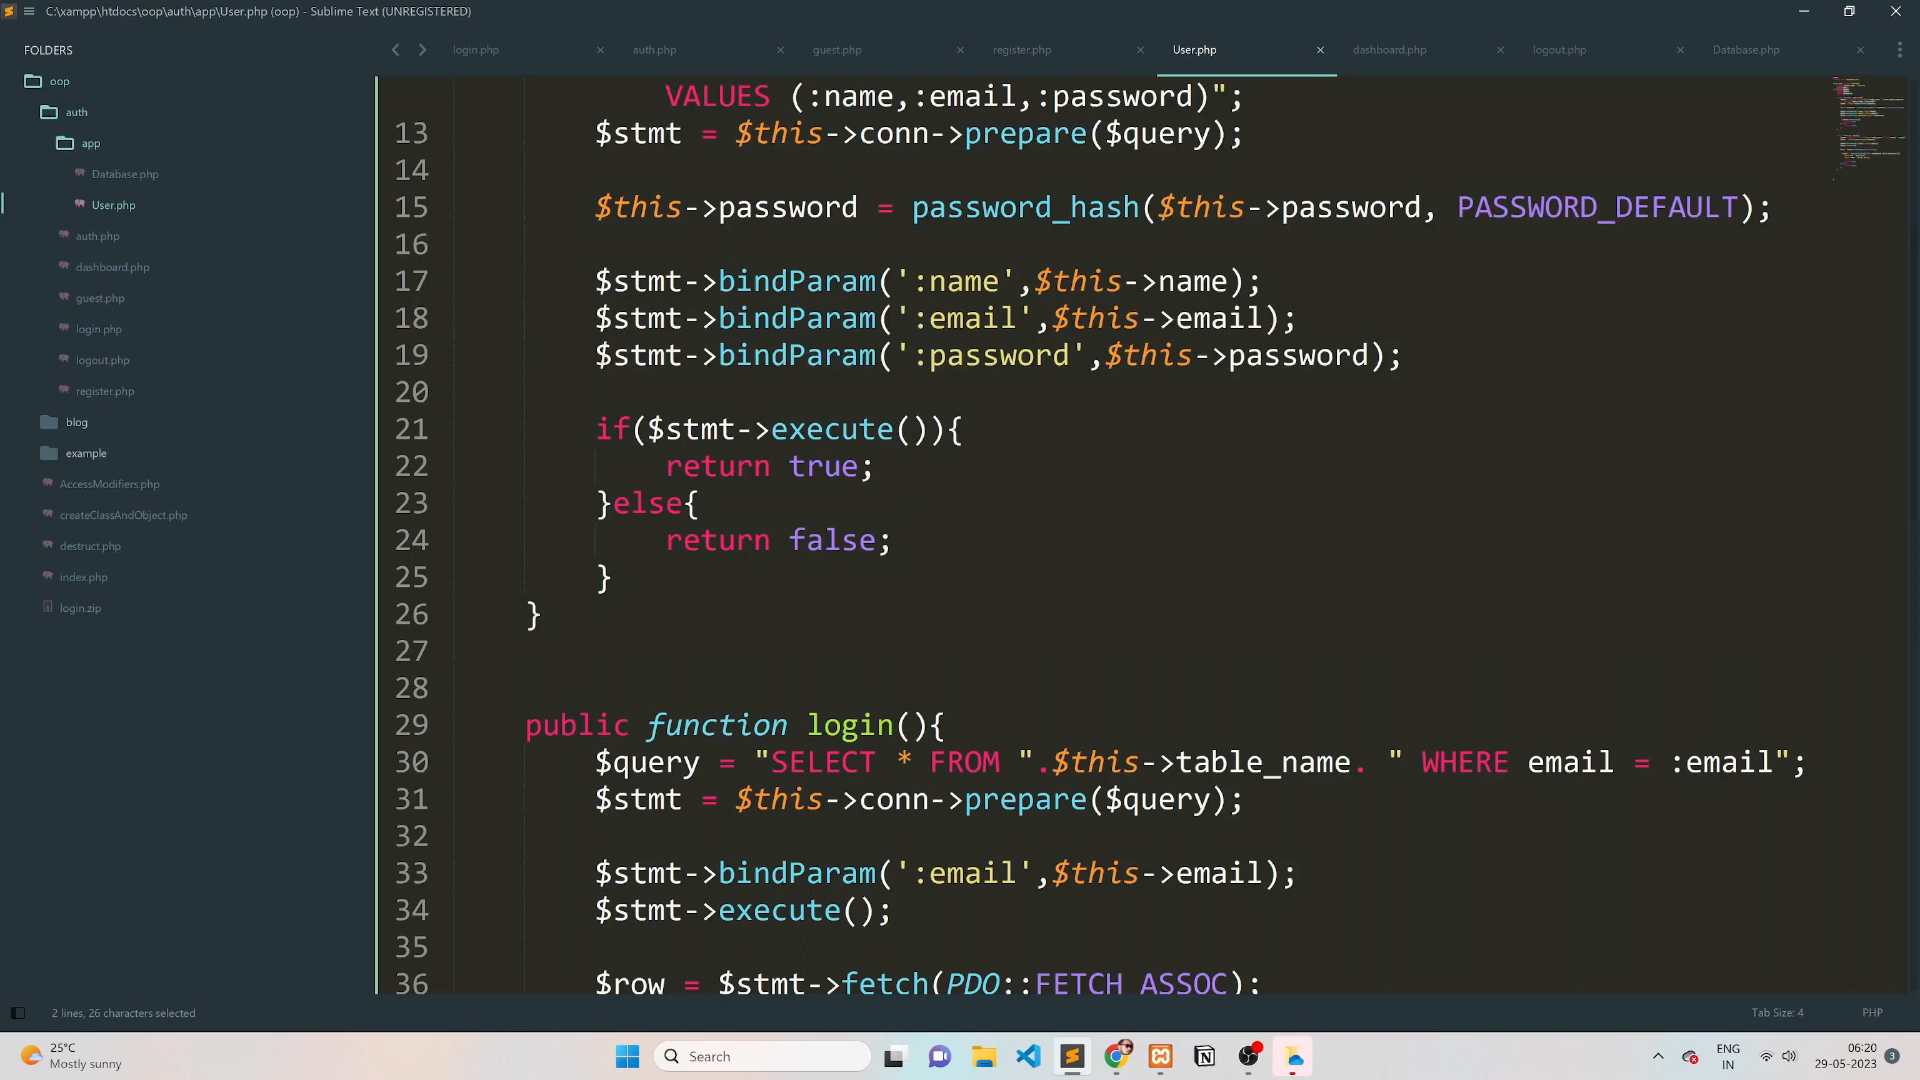 C:\xampp\htdocs\oop\auth\app\User.php (oop) - Sublime Text (UNREGISTERED)
FOLDERS
oop
auth
app
Database.php
User.php
auth.php
dashboard.php
guest.php
login.php
logout.php
register.php
blog
example
AccessModifiers.php
createClassAndObject.php
destruct.php
index.php
login.zip
login.php auth.php guest.php register.php User.php dashboard.php logout.php Database.php
VALUES (:name,:email,:password)";
13 $stmt = $this->conn->prepare($query);
14
15 $this->password = password_hash($this->password, PASSWORD_DEFAULT);
16
17 $stmt->bindParam(':name',$this->name);
18 $stmt->bindParam(':email',$this->email);
19 $stmt->bindParam(':password',$this->password);
20
21 if($stmt->execute()){
22 return true;
23 }else{
24 return false;
25 }
26 }
27
28
29 public function login(){
30 $query = "SELECT * FROM ".$this->table_name. " WHERE email = :email";
31 $stmt = $this->conn->prepare($query);
32
33 $stmt->bindParam(':email',$this->email);
34 $stmt->execute();
35
36 $row = $stmt->fetch(PDO::FETCH_ASSOC);
2 lines, 26 characters selected
Tab Size: 4
PHP
25°C
Mostly sunny
Search
ENG
IN
06:20
29-05-2023
3